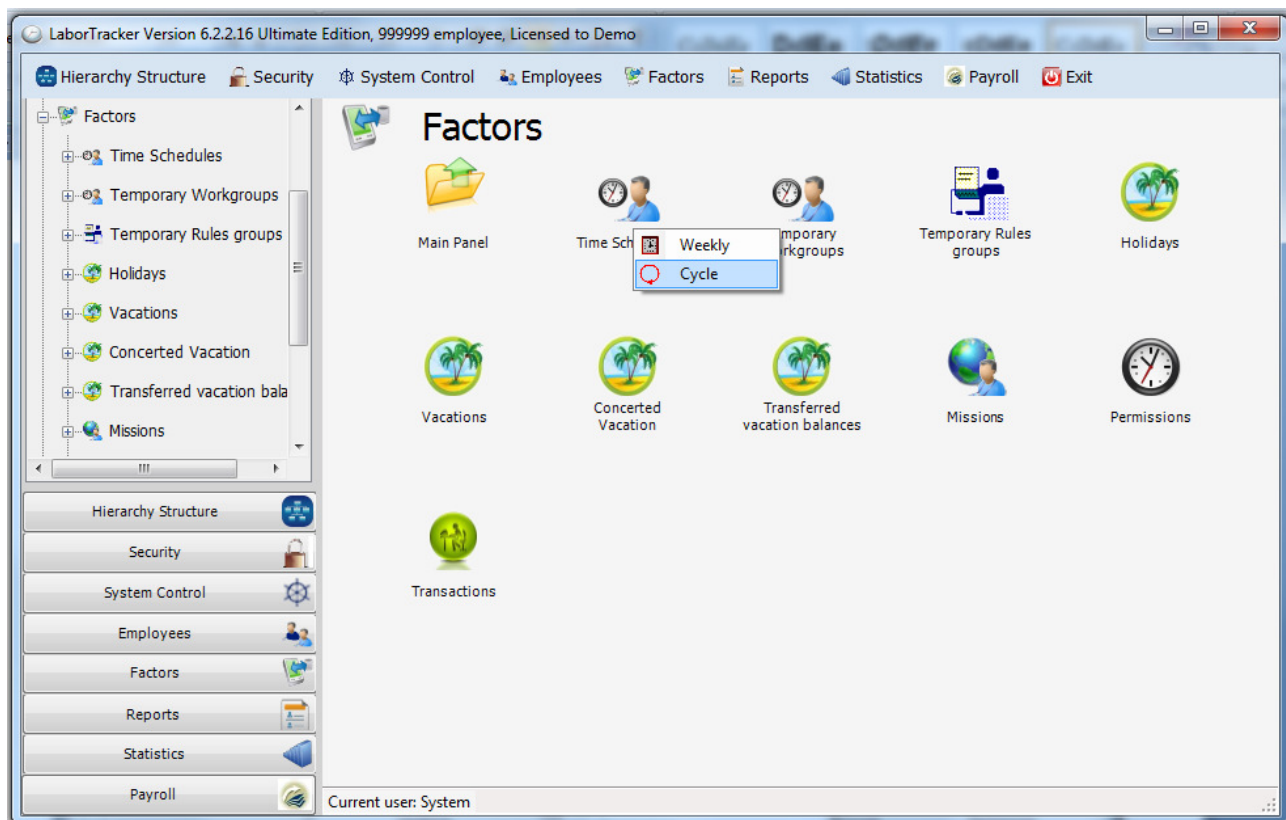 LaborTracker Version 6.2.2.16 Ultimate Edition, 999999 employee, Licensed to Demo
Hierarchy Structure Security System Control Employees Factors Reports Statistics Payroll Exit
Factors
Time Schedules
Temporary Workgroups
Temporary Rules groups
Holidays
Vacations
Concerted Vacation
Transferred vacation bala
Missions
Hierarchy Structure
Security
System Control
Employees
Factors
Reports
Statistics
Payroll
Factors
Main Panel
Time Sch
Weekly
Cycle
mporary
rkgroups
Temporary Rules
groups
Holidays
Vacations
Concerted
Vacation
Transferred
vacation balances
Missions
Permissions
Transactions
Current user: System